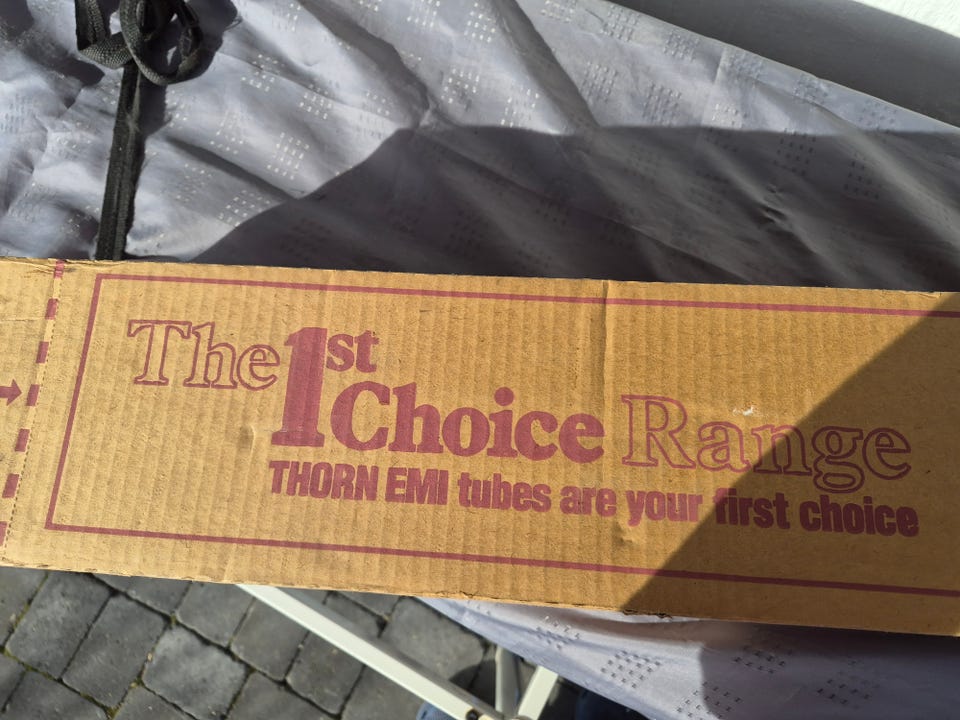 The 1st Choice Range
THORN EMI tubes are your first choice